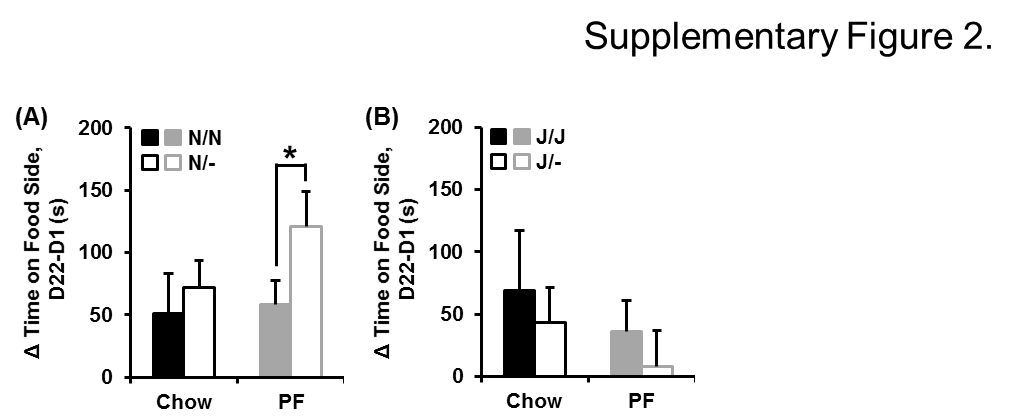 Supplementary Figure 2.
(A)
Δ Time on Food Side,
D22-D1 (s)
200
150
100
50
0
N/N
N/-
*
Chow
PF
(B)
Δ Time on Food Side,
D22-D1 (s)
200
150
100
50
0
J/J
J/-
Chow
PF